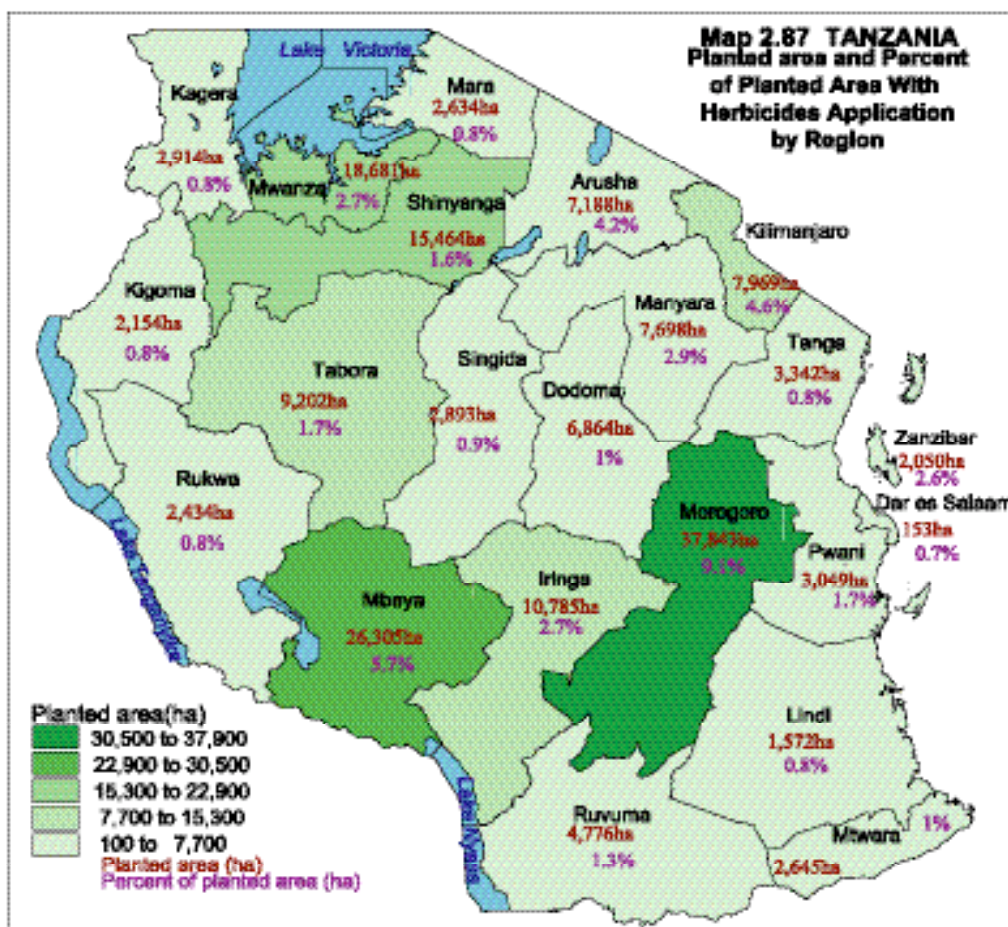 Map 2.87 TANZANIA
Planted area and Percent
of Planted Area With
Herbicides Application
by Region
Lake Victoria
Kagera
2,914ha
0.8%
Mara
2,634ha
0.8%
Mwanza
18,681ha
2.7%
Shinyanga
15,464ha
1.6%
Arusha
7,188ha
4.2%
Kilimanjaro
7,969ha
4.6%
Kigoma
2,154ha
0.8%
Tabora
9,202ha
1.7%
Singida
0.9%
Dodoma
6,864ha
1%
Manyara
7,698ha
2.9%
Tanga
3,342ha
0.8%
Zanzibar
2,050ha
2.6%
Dar es Salaam
153ha
0.7%
Rukwa
2,434ha
0.8%
Lake Tanganyika
Mbeya
26,305ha
5.7%
Iringa
10,785ha
2.7%
Morogoro
37,843ha
9.1%
Pwani
3,049ha
1.7%
Lindi
1,572ha
0.8%
Lake Nyasa
Ruvuma
4,776ha
1.3%
Mtwara
1%
2,645ha
Planted area(ha)
30,500 to 37,900
22,900 to 30,500
15,300 to 22,900
7,700 to 15,300
100 to 7,700
Planted area (ha)
Percent of planted area (ha)